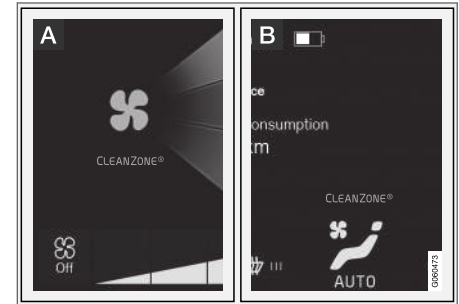 A
CLEANZONE®
Off
B
ce
onsumption
km
CLEANZONE®
AUTO
G060473